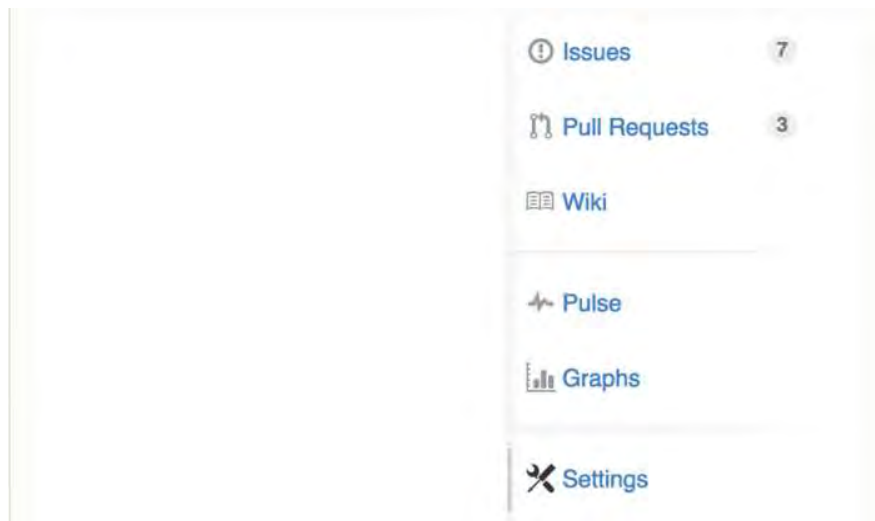 Issues 7
Pull Requests 3
Wiki
Pulse
Graphs
Settings